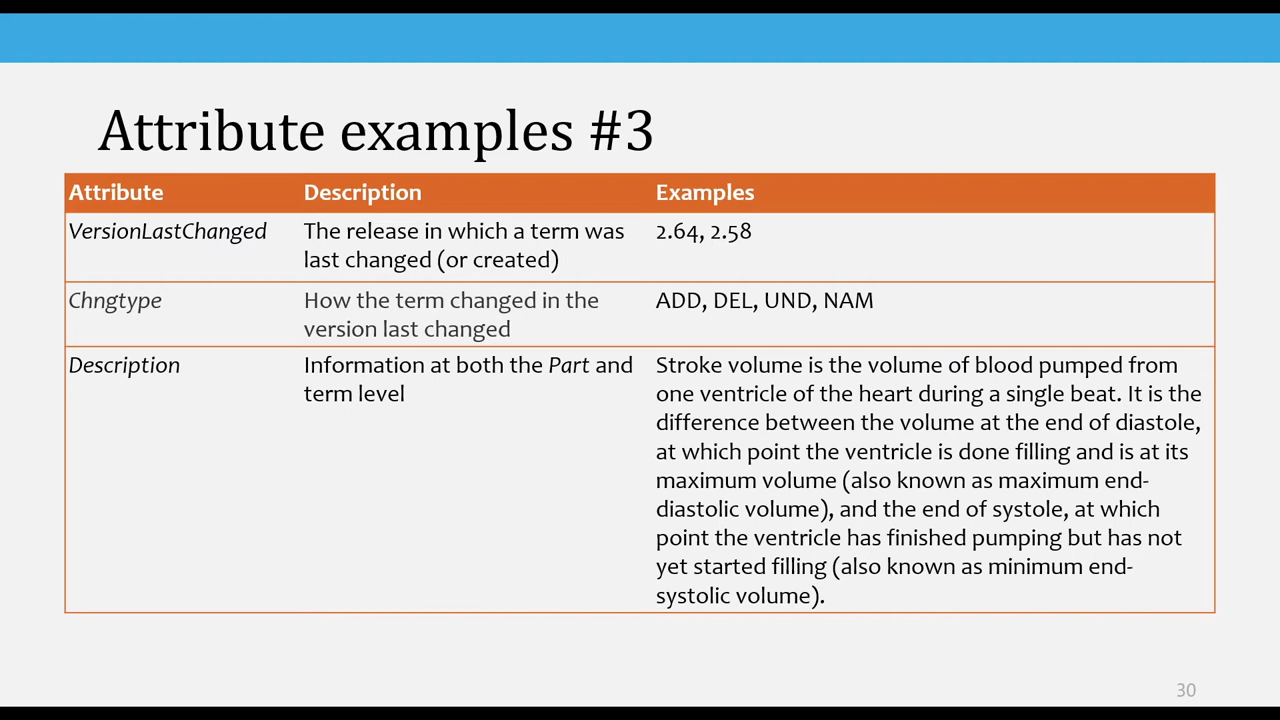 Attribute examples #3
Attribute Description Examples
VersionLastChanged The release in which a term was 2.64, 2.58
last changed (or created)
Chngtype How the term changed in the ADD, DEL, UND, NAM
version last changed
Description Information at both the Part and Stroke volume is the volume of blood pumped from
term level one ventricle of the heart during a single beat. It is the
difference between the volume at the end of diastole,
at which point the ventricle is done filling and is at its
maximum volume (also known as maximum end-
diastolic volume), and the end of systole, at which
point the ventricle has finished pumping but has not
yet started filling (also known as minimum end-
systolic volume).
30